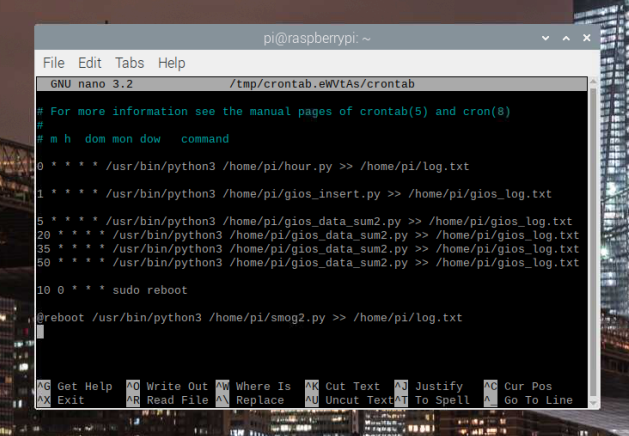 pi@raspberrypi: ~
File Edit Tabs Help
GNU nano 3.2 /tmp/crontab.eWVtAs/crontab
# For more information see the manual pages of crontab(5) and cron(8)
#
# m h dom mon dow command
0 * * * * /usr/bin/python3 /home/pi/hour.py >> /home/pi/log.txt
1 * * * * /usr/bin/python3 /home/pi/gios_insert.py >> /home/pi/gios_log.txt
5 * * * * /usr/bin/python3 /home/pi/gios_data_sum2.py >> /home/pi/gios_log.txt
20 * * * * /usr/bin/python3 /home/pi/gios_data_sum2.py >> /home/pi/gios_log.txt
35 * * * * /usr/bin/python3 /home/pi/gios_data_sum2.py >> /home/pi/gios_log.txt
50 * * * * /usr/bin/python3 /home/pi/gios_data_sum2.py >> /home/pi/gios_log.txt
10 0 * * * sudo reboot
@reboot /usr/bin/python3 /home/pi/smog2.py >> /home/pi/log.txt
^G Get Help ^O Write Out ^W Where Is ^K Cut Text ^J Justify ^C Cur Pos
^X Exit ^R Read File ^\ Replace ^U Uncut Text ^T To Spell ^_ Go To Line